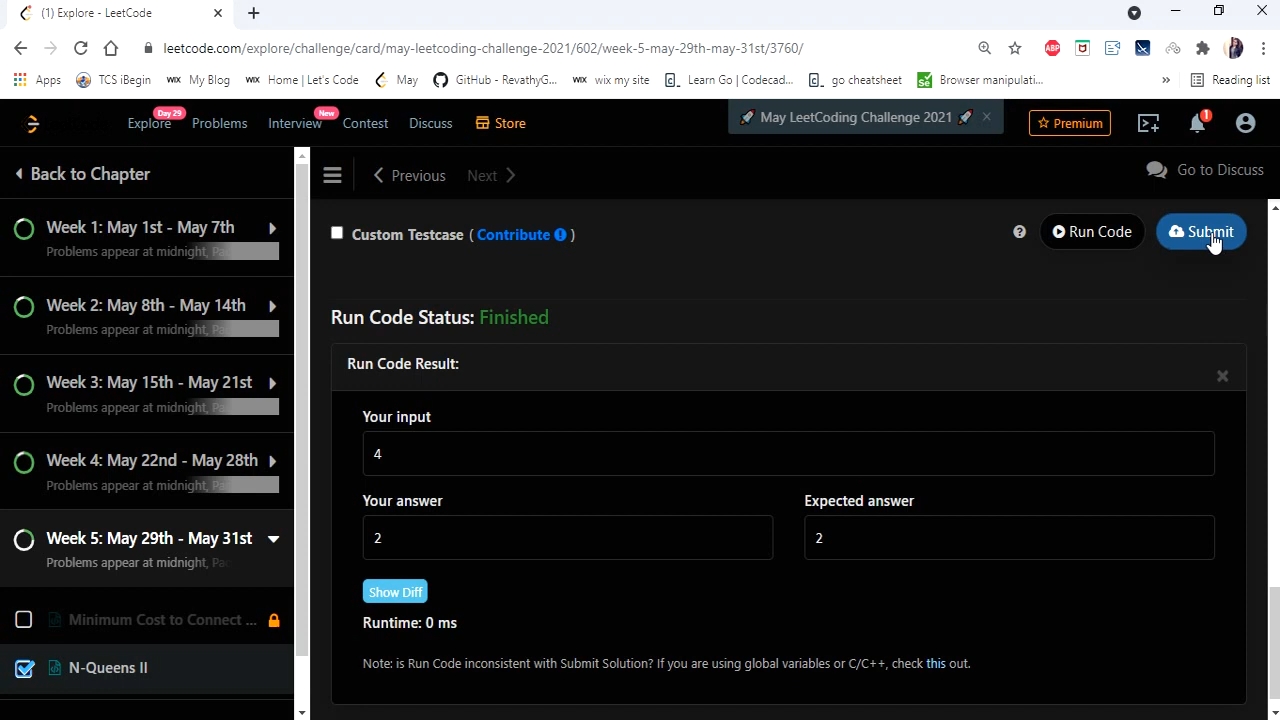 (1) Explore - LeetCode
leetcode.com/explore/challenge/card/may-leetcoding-challenge-2021/602/week-5-may-29th-may-31st/3760/
ABP
Apps
TCS iBegin
WIX My Blog
WIX Home | Let's Code
May
GitHub - RevathyG...
WIX wix my site
Learn Go | Codecad...
go cheatsheet
Se Browser manipulati...
»
Reading list
Explore
Day 29
Problems
Interview
New
Contest
Discuss
Store
May LeetCoding Challenge 2021
Premium
1
Back to Chapter
Previous
Next
Go to Discuss
Week 1: May 1st - May 7th
Problems appear at midnight,
Week 2: May 8th - May 14th
Problems appear at midnight,
Week 3: May 15th - May 21st
Problems appear at midnight,
Week 4: May 22nd - May 28th
Problems appear at midnight,
Week 5: May 29th - May 31st
Problems appear at midnight,
Minimum Cost to Connect ...
N-Queens II
Custom Testcase ( Contribute )
? Run Code Submit
Run Code Status: Finished
Run Code Result:
Your input
4
Your answer
Expected answer
2
2
Show Diff
Runtime: 0 ms
Note: is Run Code inconsistent with Submit Solution? If you are using global variables or C/C++, check this out.